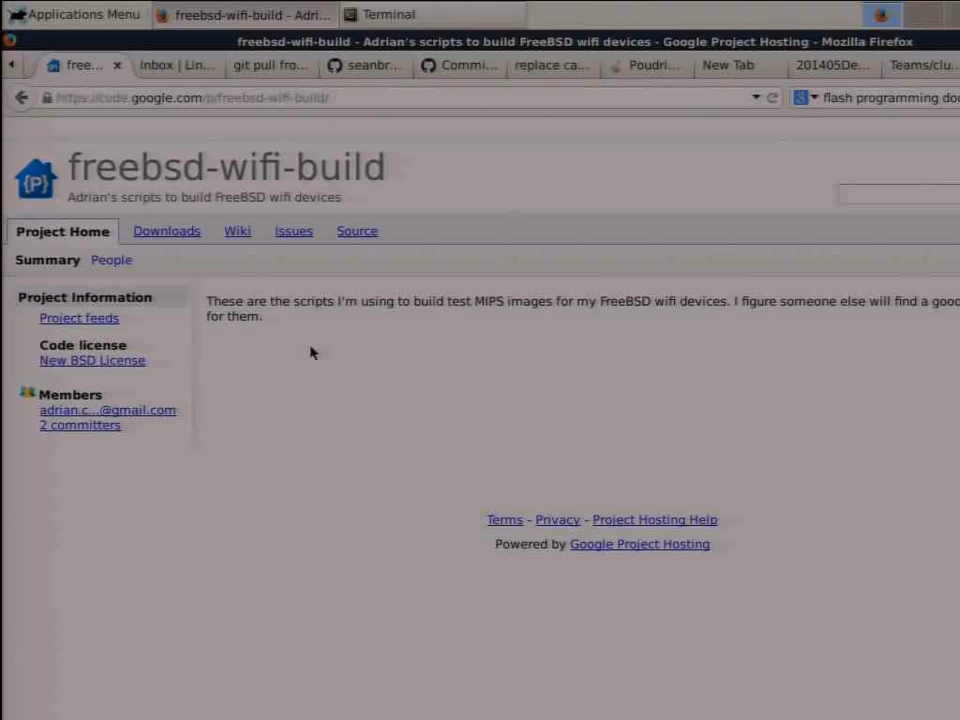 Applications Menu freebsd-wifi-build - Adri... Terminal
freebsd-wifi-build - Adrian's scripts to build FreeBSD wifi devices - Google Project Hosting - Mozilla Firefox
free... Inbox | Lin... git pull fro... seanbr... Commi... replace ca... Poudri... New Tab 201405De... Teams/clu...
https://code.google.com/p/freebsd-wifi-build/ flash programming doc
freebsd-wifi-build
Adrian's scripts to build FreeBSD wifi devices
Project Home Downloads Wiki Issues Source
Summary People
Project Information
Project feeds
Code license
New BSD License
Members
adrian.c...@gmail.com
2 committers
These are the scripts I'm using to build test MIPS images for my FreeBSD wifi devices. I figure someone else will find a good
for them.
Terms - Privacy - Project Hosting Help
Powered by Google Project Hosting